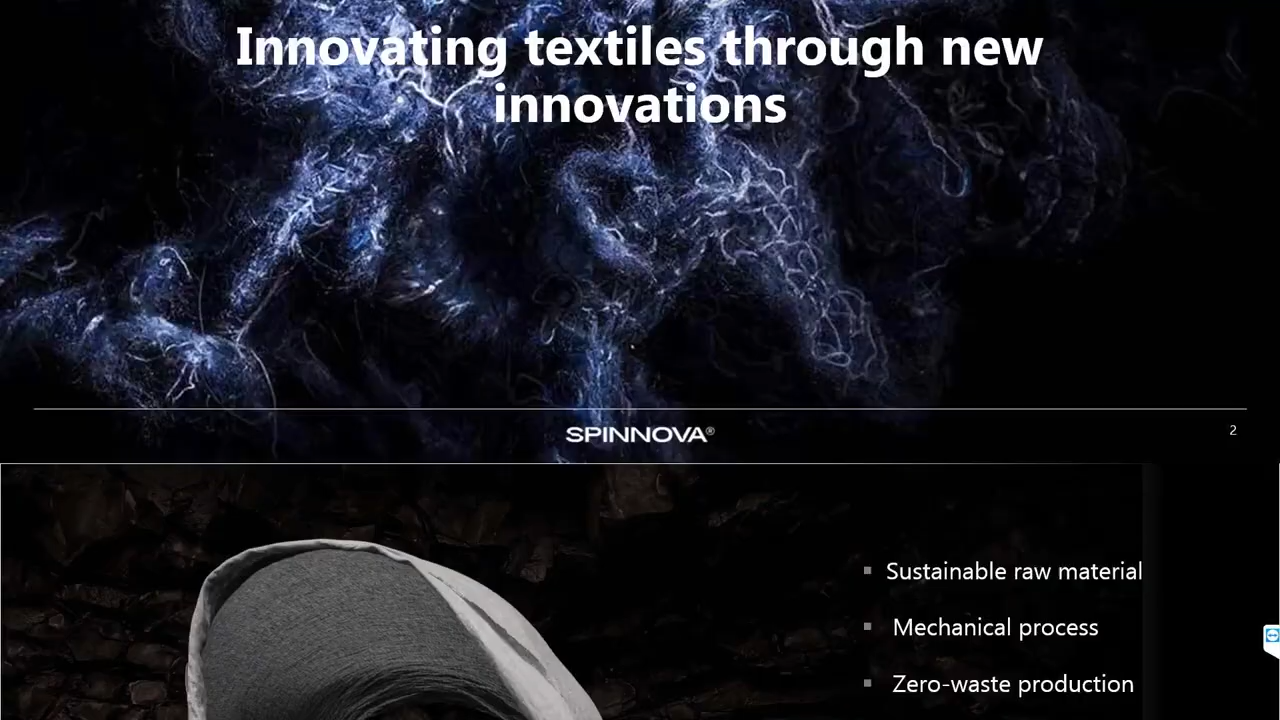 Innovating textiles through new
innovations
SPINNOVA®
2
▪ Sustainable raw material
▪ Mechanical process
▪ Zero-waste production